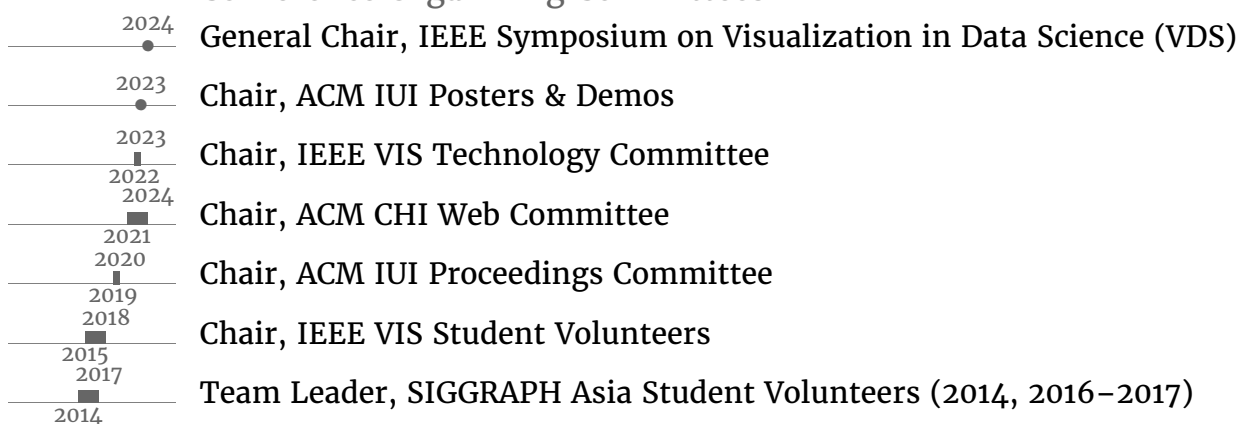 2024
General Chair, IEEE Symposium on Visualization in Data Science (VDS)
2023
Chair, ACM IUI Posters & Demos
2023
Chair, IEEE VIS Technology Committee
2022
2024
Chair, ACM CHI Web Committee
2021
2020
Chair, ACM IUI Proceedings Committee
2019
2018
Chair, IEEE VIS Student Volunteers
2015
2017
Team Leader, SIGGRAPH Asia Student Volunteers (2014, 2016–2017)
2014